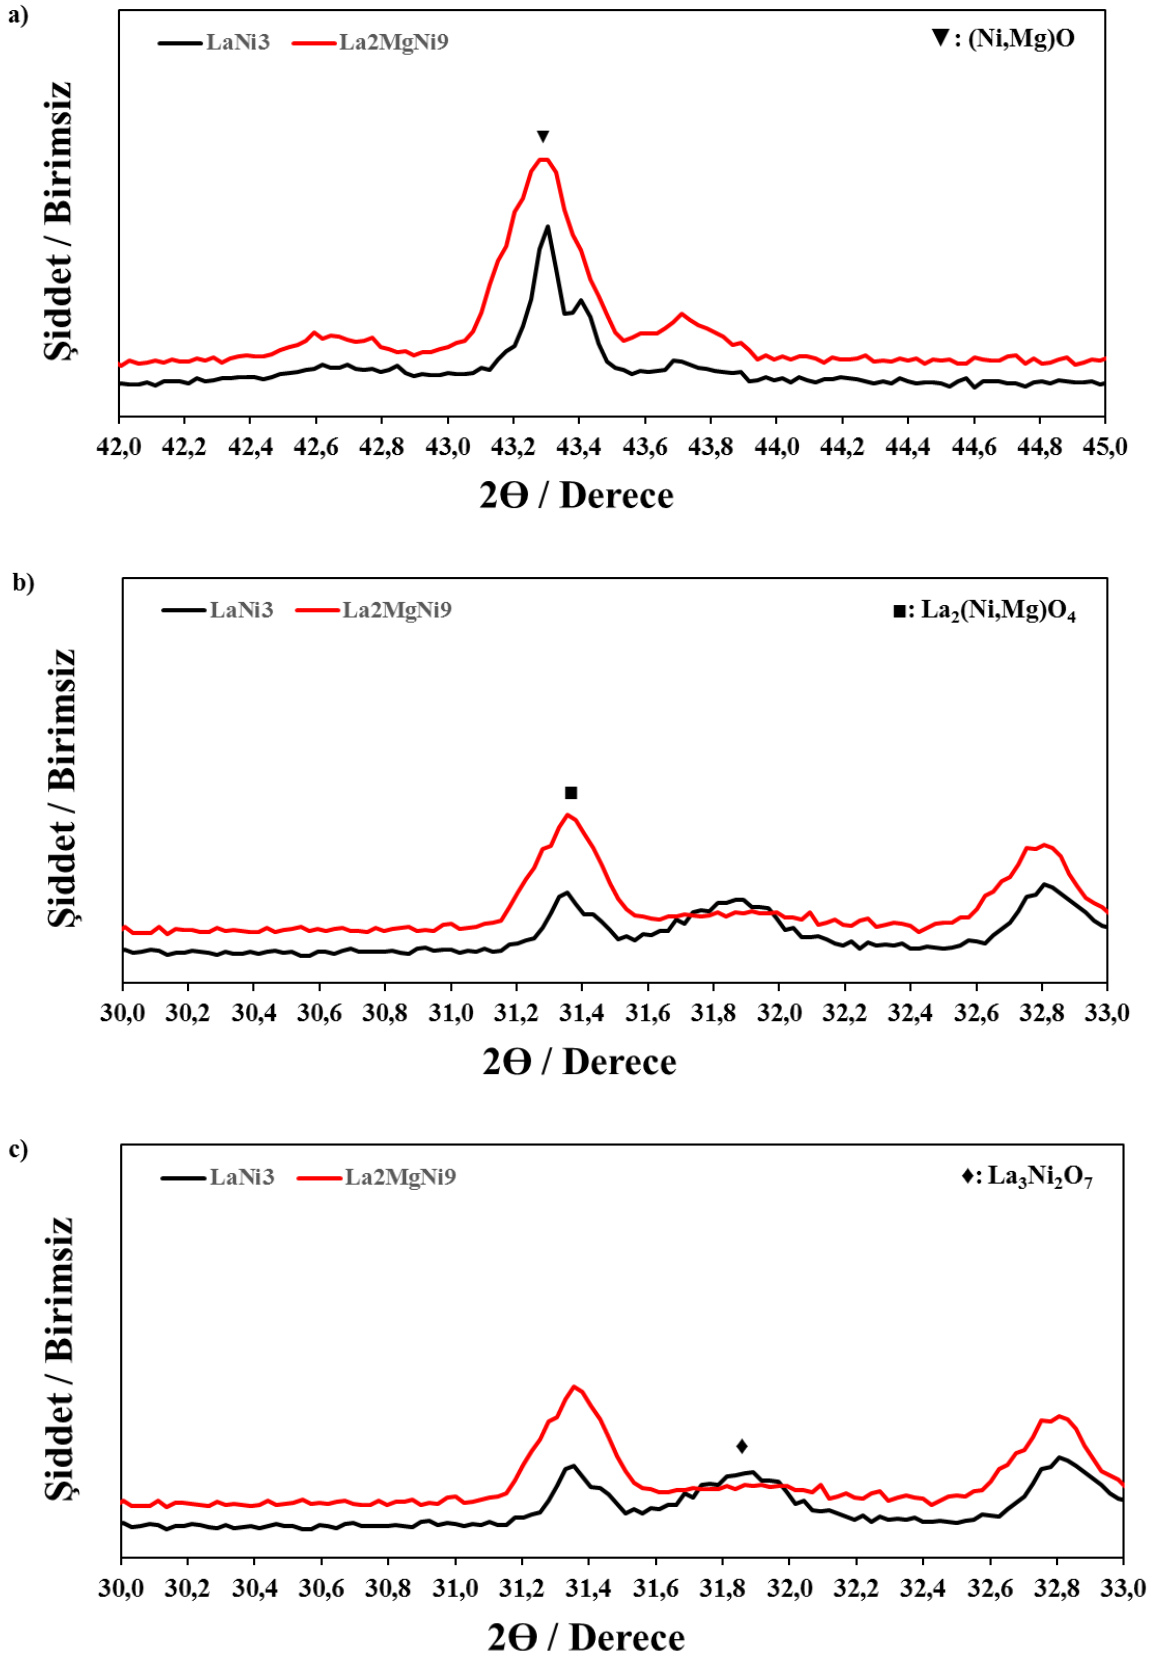 a)
LaNi3 La2MgNi9 ▼: (Ni,Mg)O
Şiddet / Birimsiz
42,0 42,2 42,4 42,6 42,8 43,0 43,2 43,4 43,6 43,8 44,0 44,2 44,4 44,6 44,8 45,0
2Ɵ / Derece
b)
LaNi3 La2MgNi9 ■: La₂(Ni,Mg)O₄
Şiddet / Birimsiz
30,0 30,2 30,4 30,6 30,8 31,0 31,2 31,4 31,6 31,8 32,0 32,2 32,4 32,6 32,8 33,0
2Ɵ / Derece
c)
LaNi3 La2MgNi9 ♦: La₃Ni₂O₇
Şiddet / Birimsiz
30,0 30,2 30,4 30,6 30,8 31,0 31,2 31,4 31,6 31,8 32,0 32,2 32,4 32,6 32,8 33,0
2Ɵ / Derece